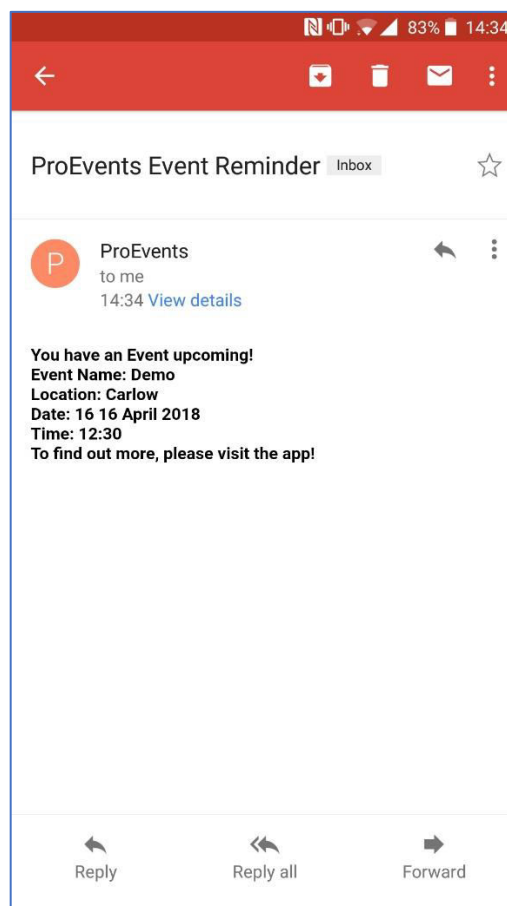 83% 14:34
ProEvents Event Reminder Inbox
P
ProEvents
to me
14:34 View details
You have an Event upcoming!
Event Name: Demo
Location: Carlow
Date: 16 16 April 2018
Time: 12:30
To find out more, please visit the app!
Reply Reply all Forward